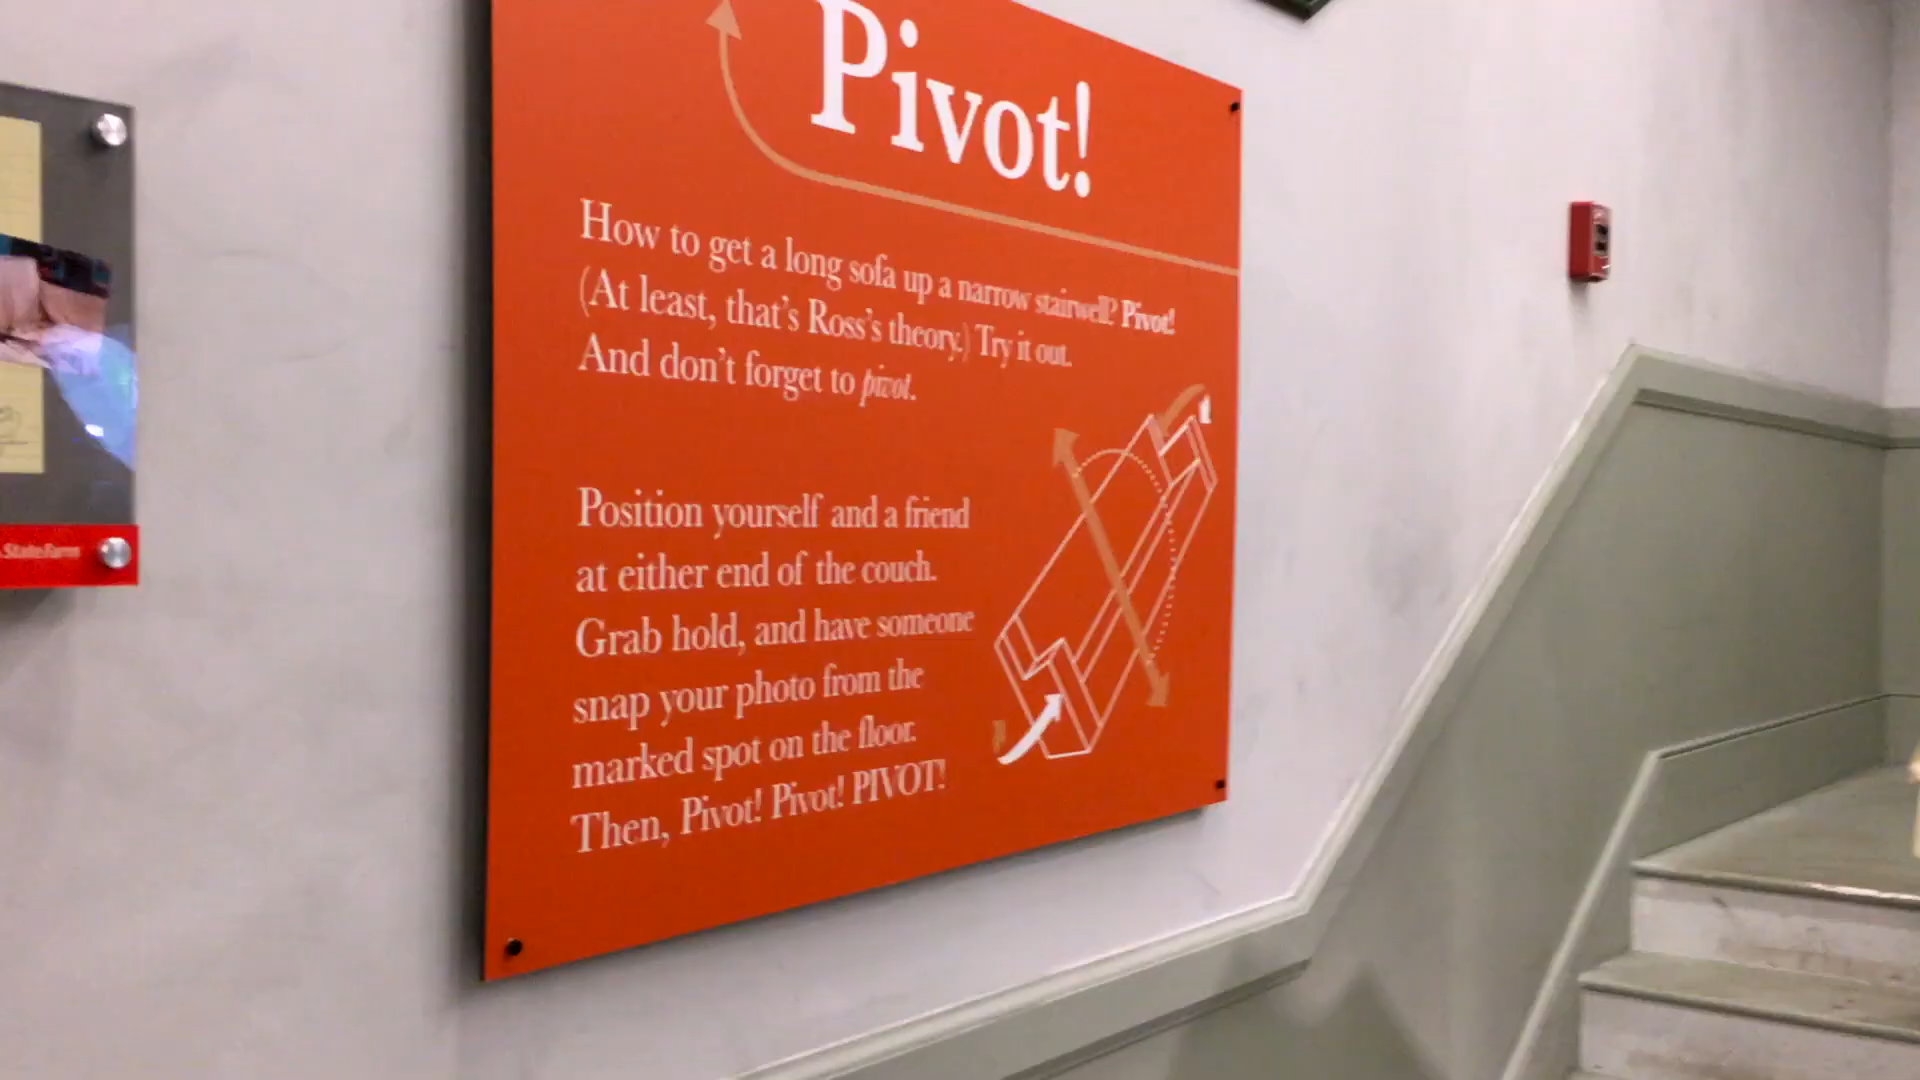 Pivot!
How to get a long sofa up a narrow stairwell? Pivot!
(At least, that's Ross's theory.) Try it out.
And don't forget to pivot.
Position yourself and a friend
at either end of the couch.
Grab hold, and have someone
snap your photo from the
marked spot on the floor.
Then, Pivot! Pivot! PIVOT!
StateFarm